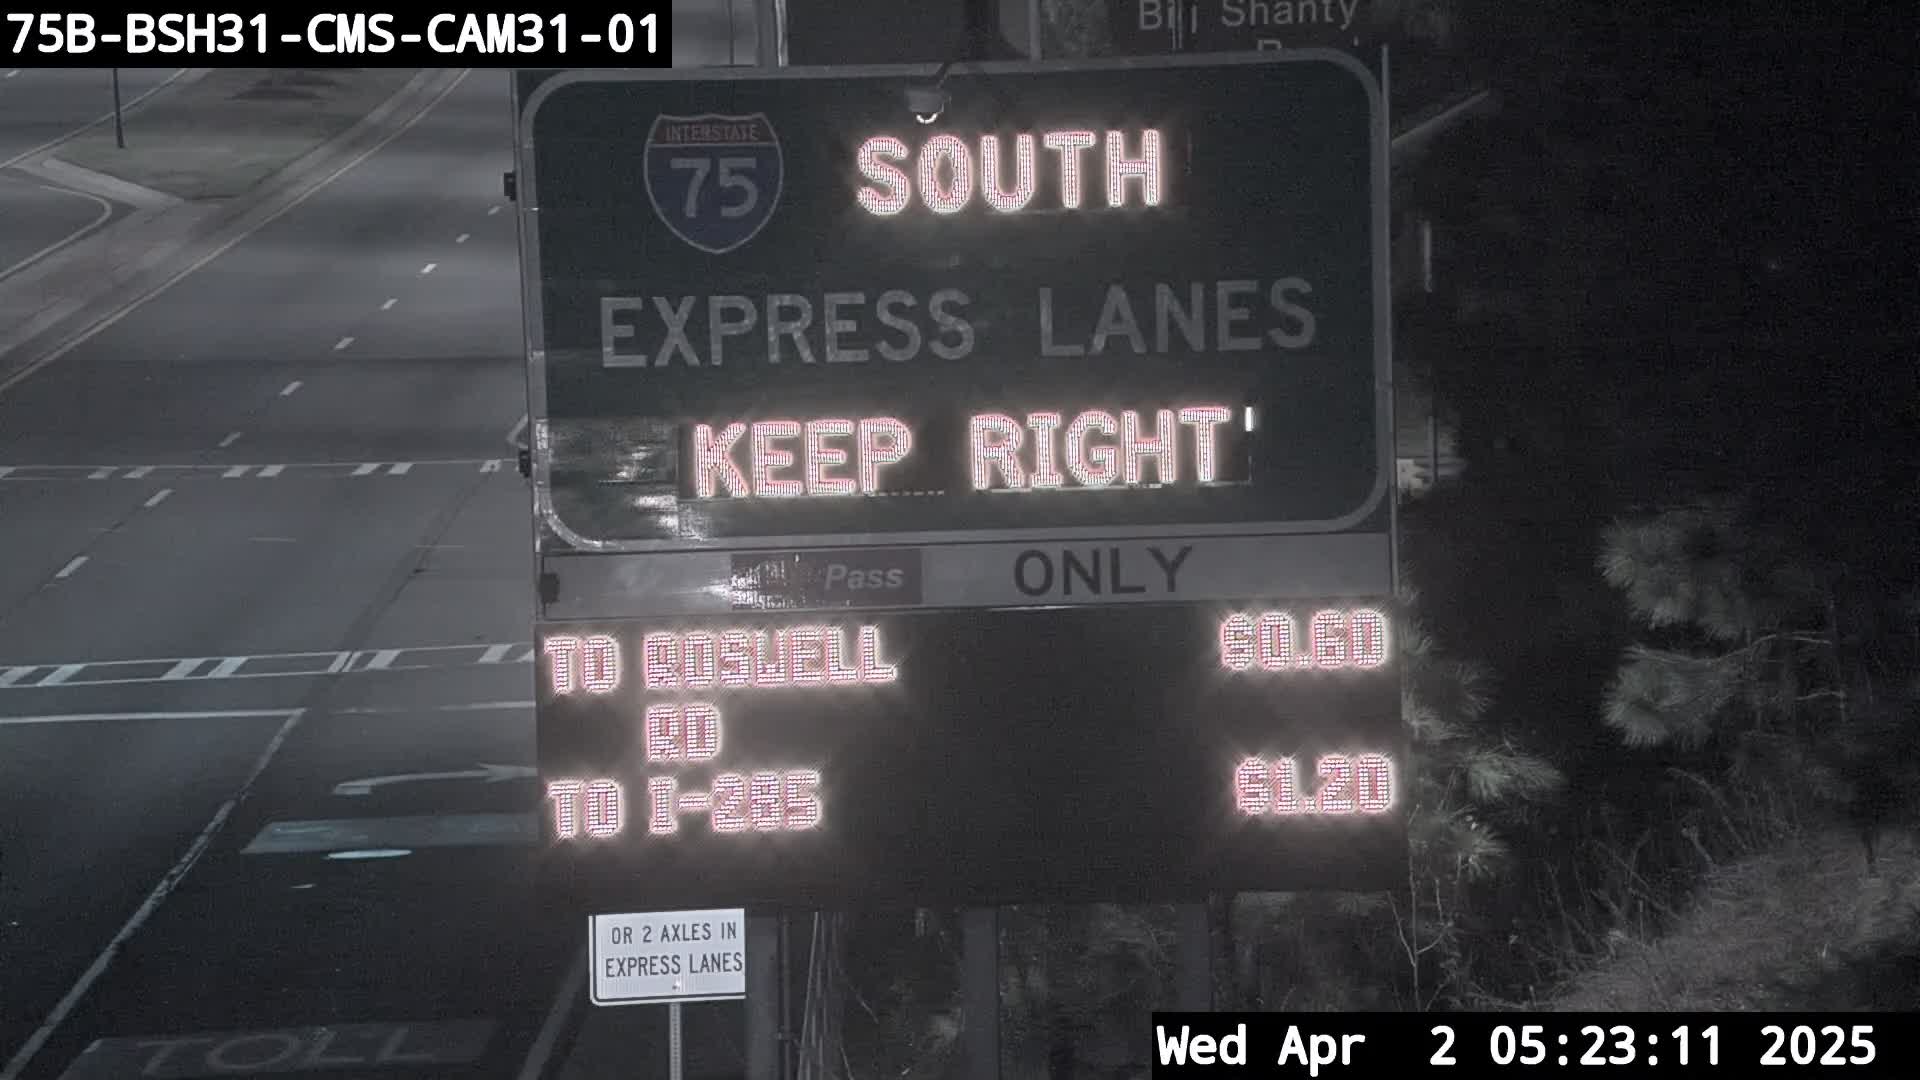 75B-BSH31-CMS-CAM31-01
Shanty
INTERSTATE
75
SOUTH
EXPRESS LANES
KEEP RIGHT
Pass ONLY
TO ROSWELL $0.60
RD
TO I-285 $1.20
OR 2 AXLES IN
EXPRESS LANES
TOLL
Wed Apr 2 05:23:11 2025